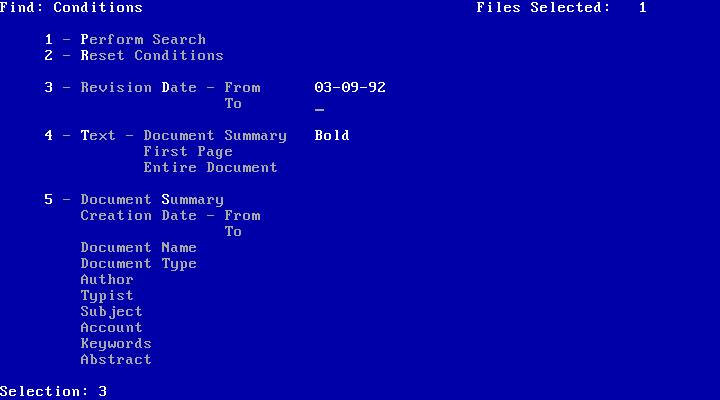 Find: Conditions Files Selected: 1
1 - Perform Search
2 - Reset Conditions
3 - Revision Date - From 03-09-92
To _
4 - Text - Document Summary Bold
First Page
Entire Document
5 - Document Summary
Creation Date - From
To
Document Name
Document Type
Author
Typist
Subject
Account
Keywords
Abstract
Selection: 3